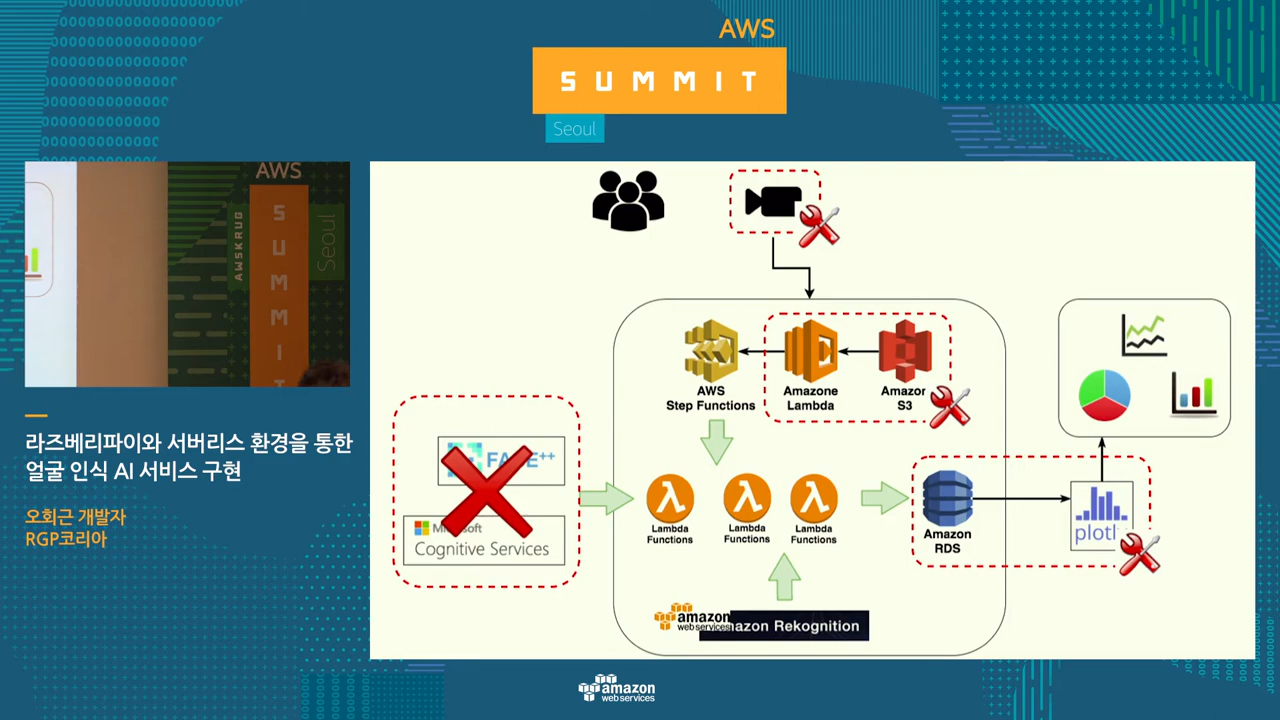 AWS
SUMMIT
Seoul
AWS
SUMMIT
AWSKRUG
Seoul
라즈베리파이와 서버리스 환경을 통한
얼굴 인식 AI 서비스 구현
오희근 개발자
RGP코리아
AWS
Step Functions
Amazone
Lambda
Amazon
S3
FACE++
Microsoft
Cognitive Services
Lambda
Functions
Lambda
Functions
Lambda
Functions
Amazon
RDS
plotly
amazon
web services
Amazon Rekognition
amazon
web services